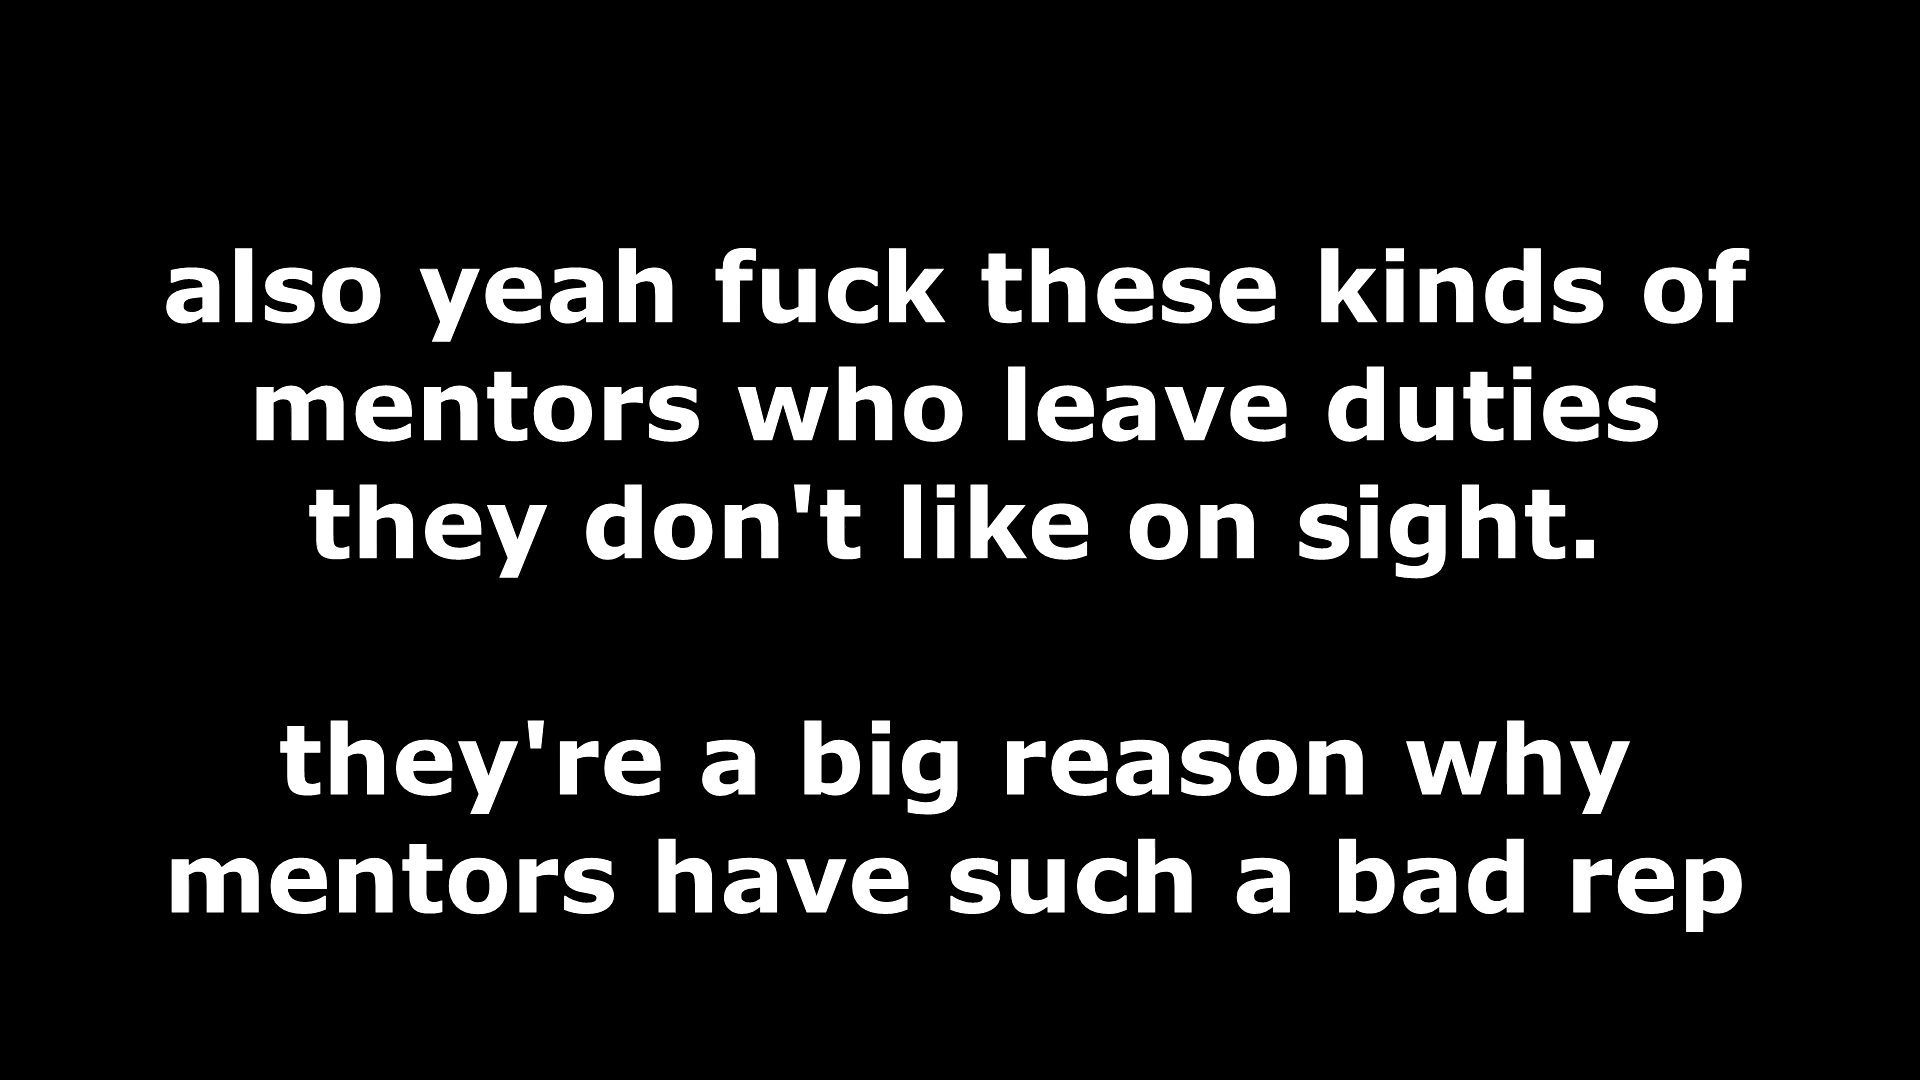 also yeah fuck these kinds of
mentors who leave duties
they don't like on sight.
they're a big reason why
mentors have such a bad rep